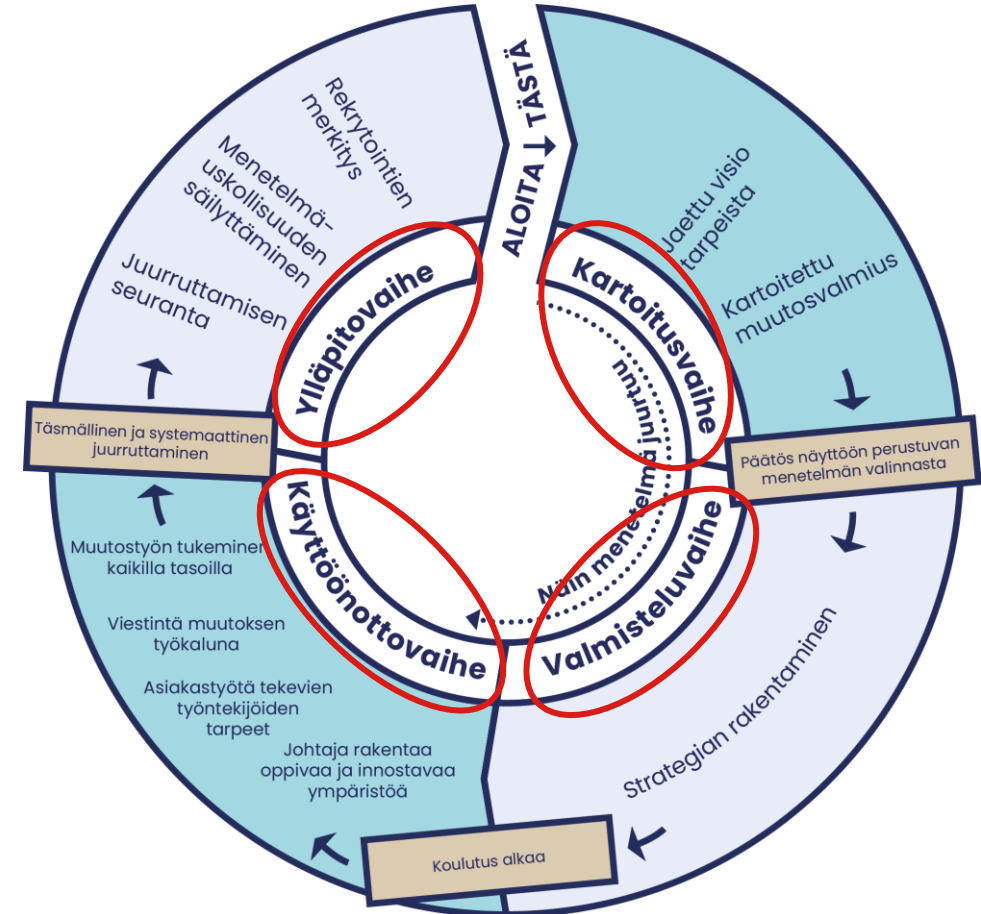 ALOITA TÄSTÄ
Kartoitusvaihe
Jaettu visio
tarpeista
Kartoitettu
muutosvalmius
Päätös näyttöön perustuvan
menetelmän valinnasta
Valmisteluvaihe
Strategian rakentaminen
Koulutus alkaa
Käyttöönottovaihe
Johtaja rakentaa
oppivaa ja innostavaa
ympäristöä
Asiakastyötä tekevien
työntekijöiden
tarpeet
Viestintä muutoksen
työkaluna
Muutostyön tukeminen
kaikilla tasoilla
Täsmällinen ja systemaattinen
juurruttaminen
Ylläpitovaihe
Juurruttamisen
seuranta
Menetelmä-
uskollisuuden
säilyttäminen
Rekrytointien
merkitys
Näin menetelmä juurtuu